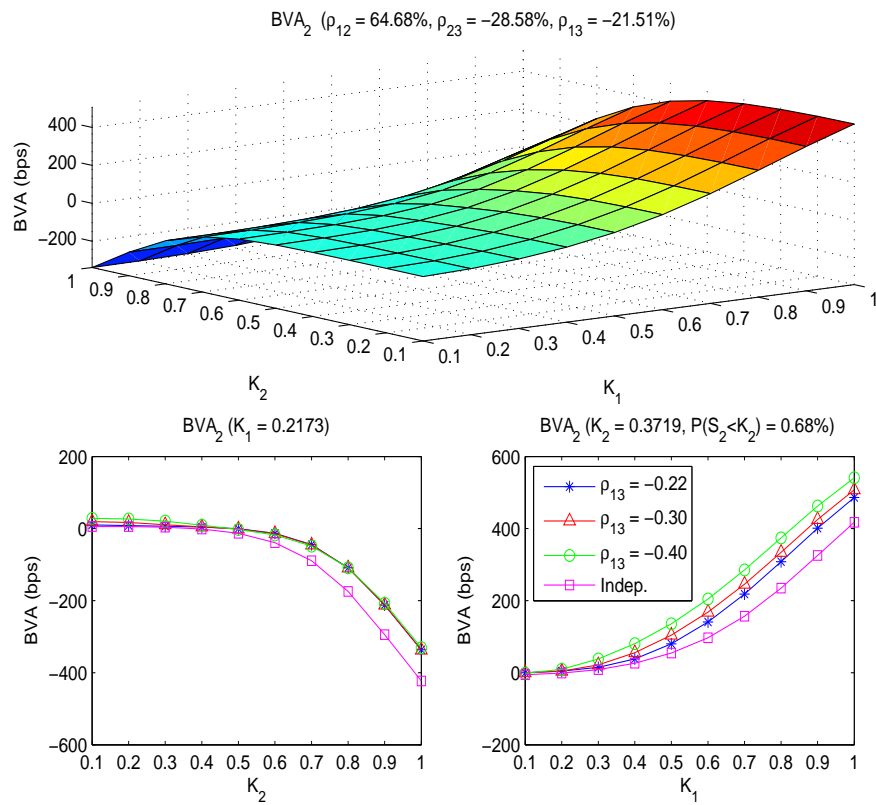 BVA₂ (ρ₁₂ = 64.68%, ρ₂₃ = −28.58%, ρ₁₃ = −21.51%)
400
200
0
−200
BVA (bps)
1
0.9
0.8
0.7
0.6
0.5
0.4
0.3
0.2
0.1
K₂
0.1
0.2
0.3
0.4
0.5
0.6
0.7
0.8
0.9
1
K₁
BVA₂ (K₁ = 0.2173)
200
0
−200
−400
−600
BVA (bps)
0.1 0.2 0.3 0.4 0.5 0.6 0.7 0.8 0.9 1
K₂
BVA₂ (K₂ = 0.3719, P(S₂<K₂) = 0.68%)
600
400
200
0
−200
BVA (bps)
ρ₁₃ = −0.22
ρ₁₃ = −0.30
ρ₁₃ = −0.40
Indep.
0.1 0.2 0.3 0.4 0.5 0.6 0.7 0.8 0.9 1
K₁